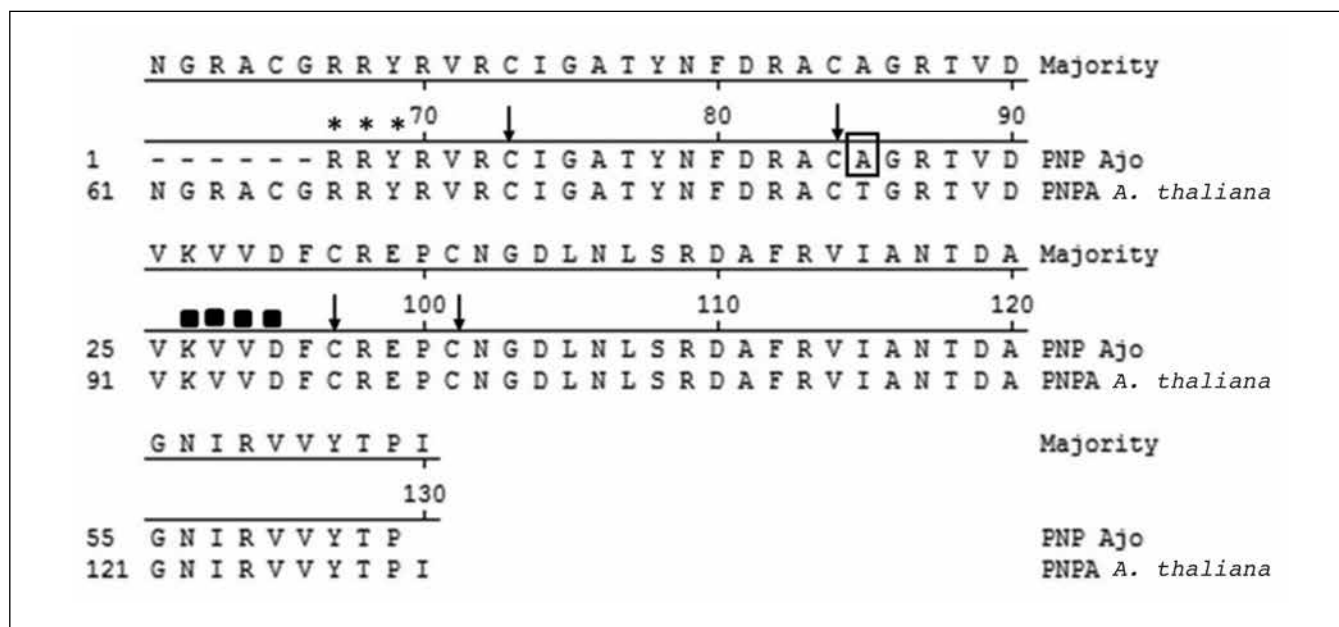 N G R A C G R R Y R V R C I G A T Y N F D R A C A G R T V D Majority
* * * 70 80 90
1 - - - - - - R R Y R V R C I G A T Y N F D R A C A G R T V D PNP Ajo
61 N G R A C G R R Y R V R C I G A T Y N F D R A C T G R T V D PNPA A. thaliana
V K V V D F C R E P C N G D L N L S R D A F R V I A N T D A Majority
100 110 120
25 V K V V D F C R E P C N G D L N L S R D A F R V I A N T D A PNP Ajo
91 V K V V D F C R E P C N G D L N L S R D A F R V I A N T D A PNPA A. thaliana
G N I R V V Y T P I Majority
130
55 G N I R V V Y T P PNP Ajo
121 G N I R V V Y T P I PNPA A. thaliana